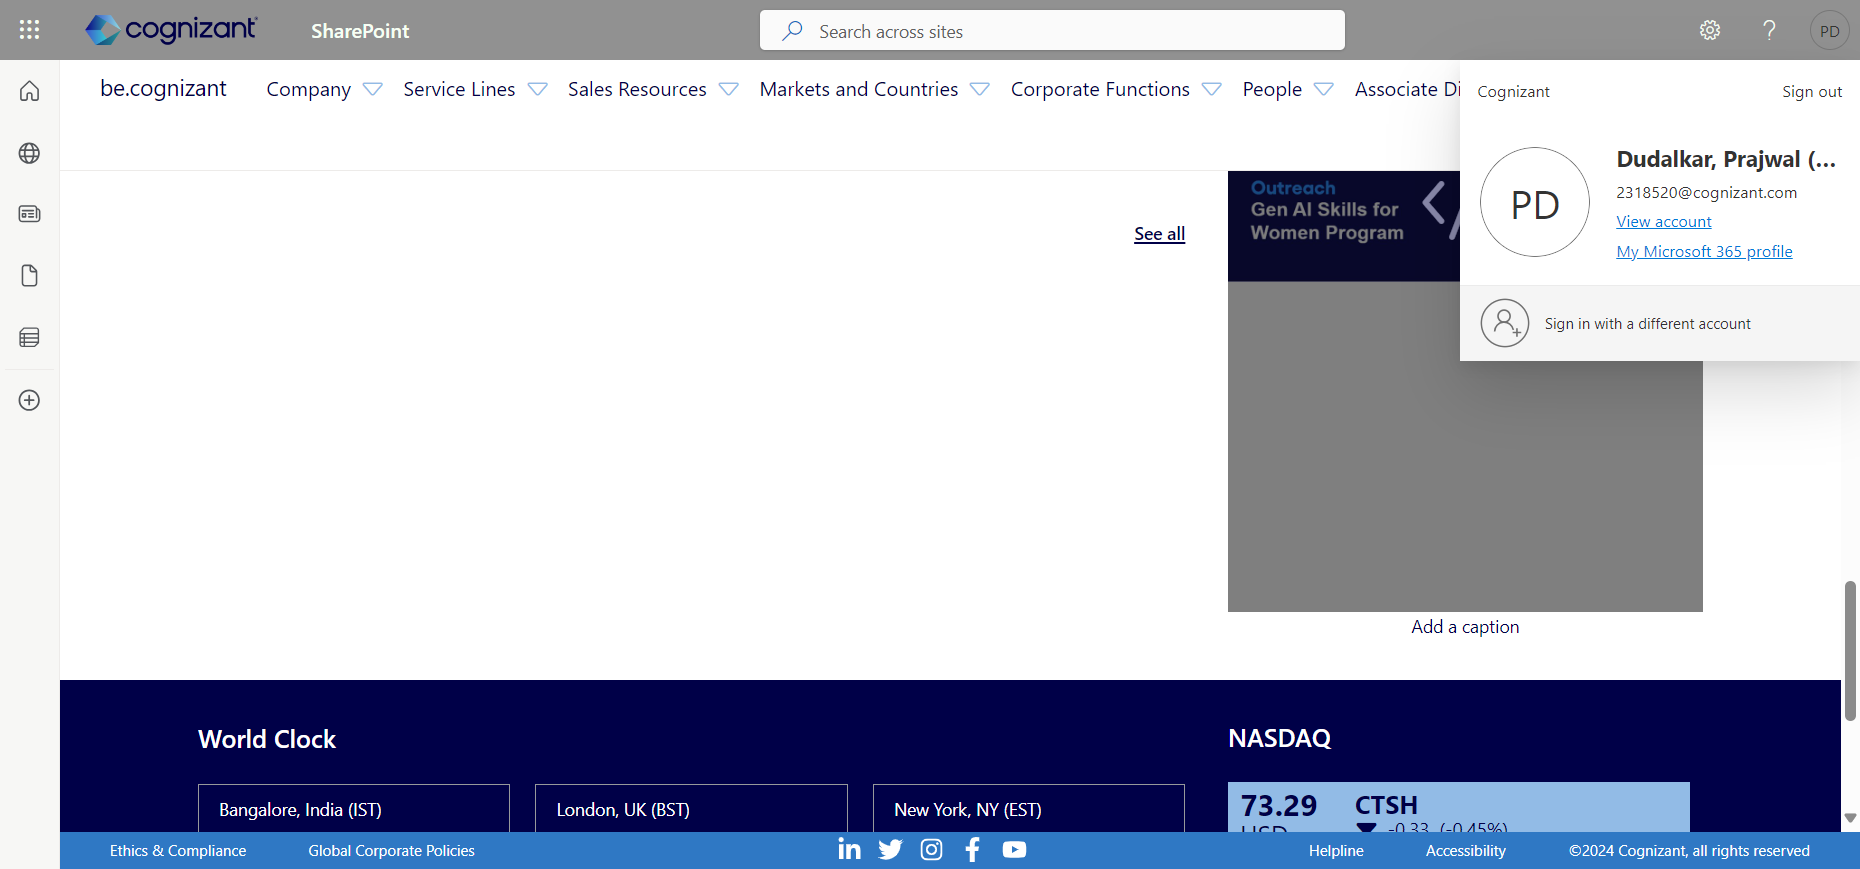 cognizant
SharePoint
Search across sites
PD
be.cognizant
Company
Service Lines
Sales Resources
Markets and Countries
Corporate Functions
People
Associate Di
Cognizant
Sign out
PD
Dudalkar, Prajwal (...
2318520@cognizant.com
View account
My Microsoft 365 profile
Sign in with a different account
See all
Outreach
Gen AI Skills for
Women Program
Add a caption
World Clock
Bangalore, India (IST)
London, UK (BST)
New York, NY (EST)
NASDAQ
73.29
USD
CTSH
-0.33 (-0.45%)
Ethics & Compliance
Global Corporate Policies
Helpline
Accessibility
©2024 Cognizant, all rights reserved